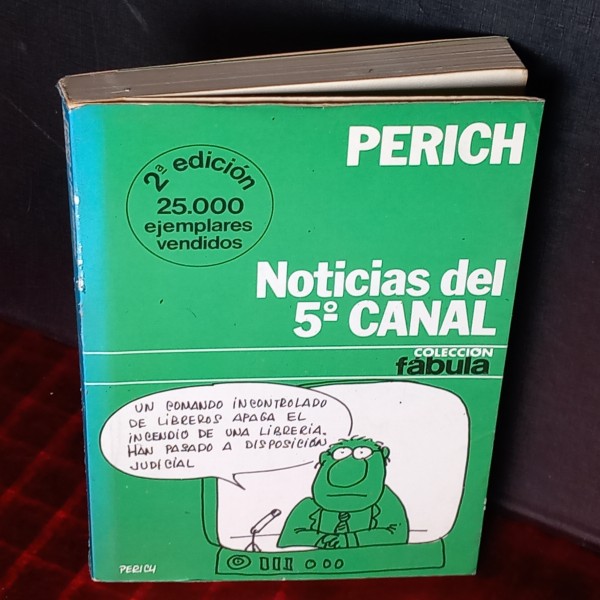 PERICH
2ª edición
25.000
ejemplares
vendidos
Noticias del
5º CANAL
COLECCIÓN
fábula
UN COMANDO INCONTROLADO
DE LIBREROS APAGA EL
INCENDIO DE UNA LIBRERIA.
HAN PASADO A DISPOSICIÓN
JUDICIAL
PERICH